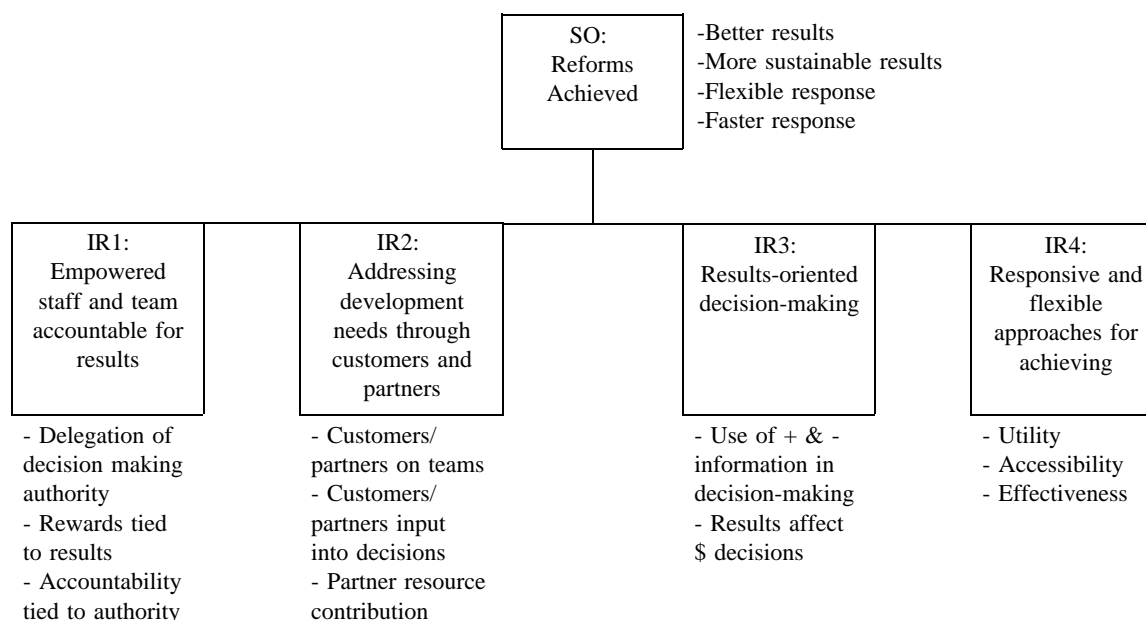 SO:
Reforms
Achieved
-Better results
-More sustainable results
-Flexible response
-Faster response
IR1:
Empowered
staff and team
accountable for
results
IR2:
Addressing
development
needs through
customers and
partners
IR3:
Results-oriented
decision-making
IR4:
Responsive and
flexible
approaches for
achieving
- Delegation of
decision making
authority
- Rewards tied
to results
- Accountability
tied to authority
- Customers/
partners on teams
- Customers/
partners input
into decisions
- Partner resource
contribution
- Use of + & -
information in
decision-making
- Results affect
$ decisions
- Utility
- Accessibility
- Effectiveness